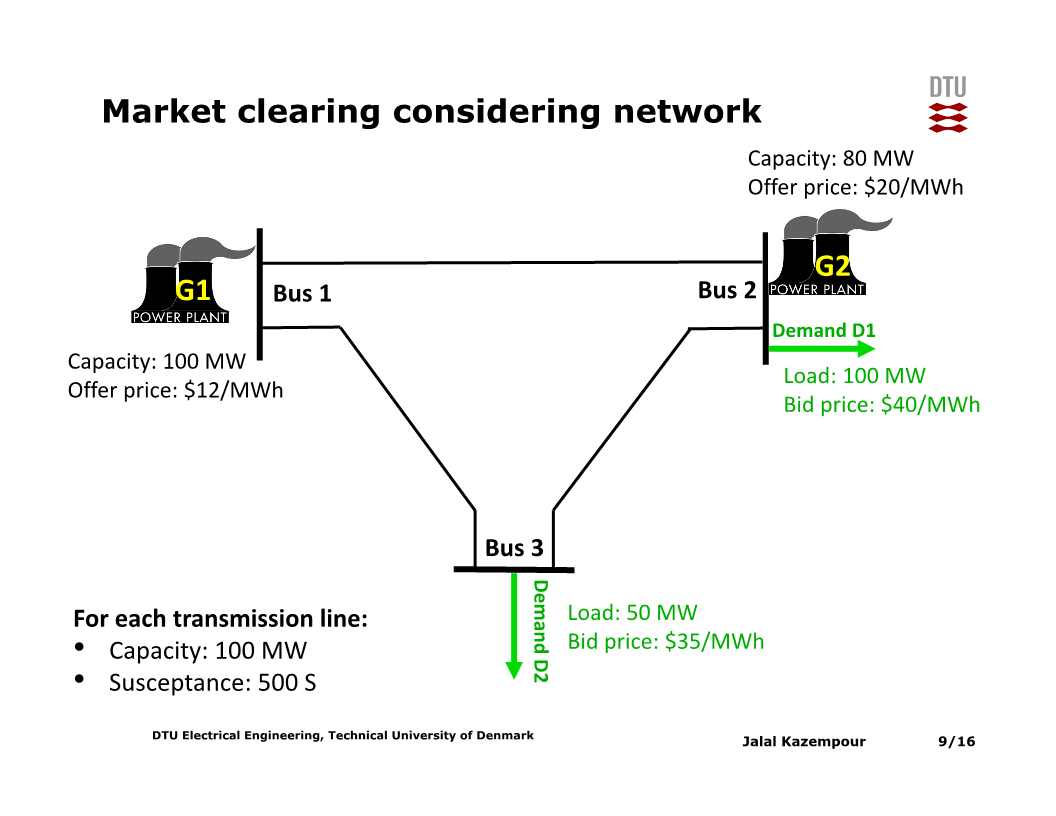 DTU
Market clearing considering network
Capacity: 80 MW
Offer price: $20/MWh
G2
POWER PLANT
G1
POWER PLANT
Bus 1
Bus 2
Demand D1
Capacity: 100 MW
Offer price: $12/MWh
Load: 100 MW
Bid price: $40/MWh
Bus 3
Demand D2
Load: 50 MW
Bid price: $35/MWh
For each transmission line:
• Capacity: 100 MW
• Susceptance: 500 S
DTU Electrical Engineering, Technical University of Denmark
Jalal Kazempour
9/16